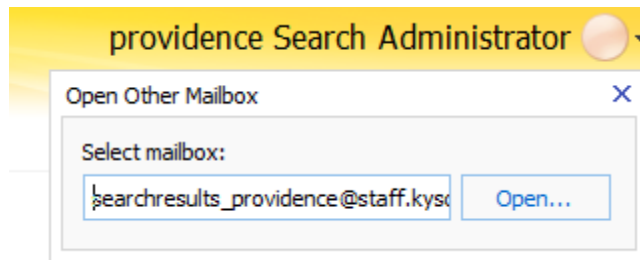 providence Search Administrator
Open Other Mailbox
Select mailbox:
searchresults_providence@staff.kysc
Open...